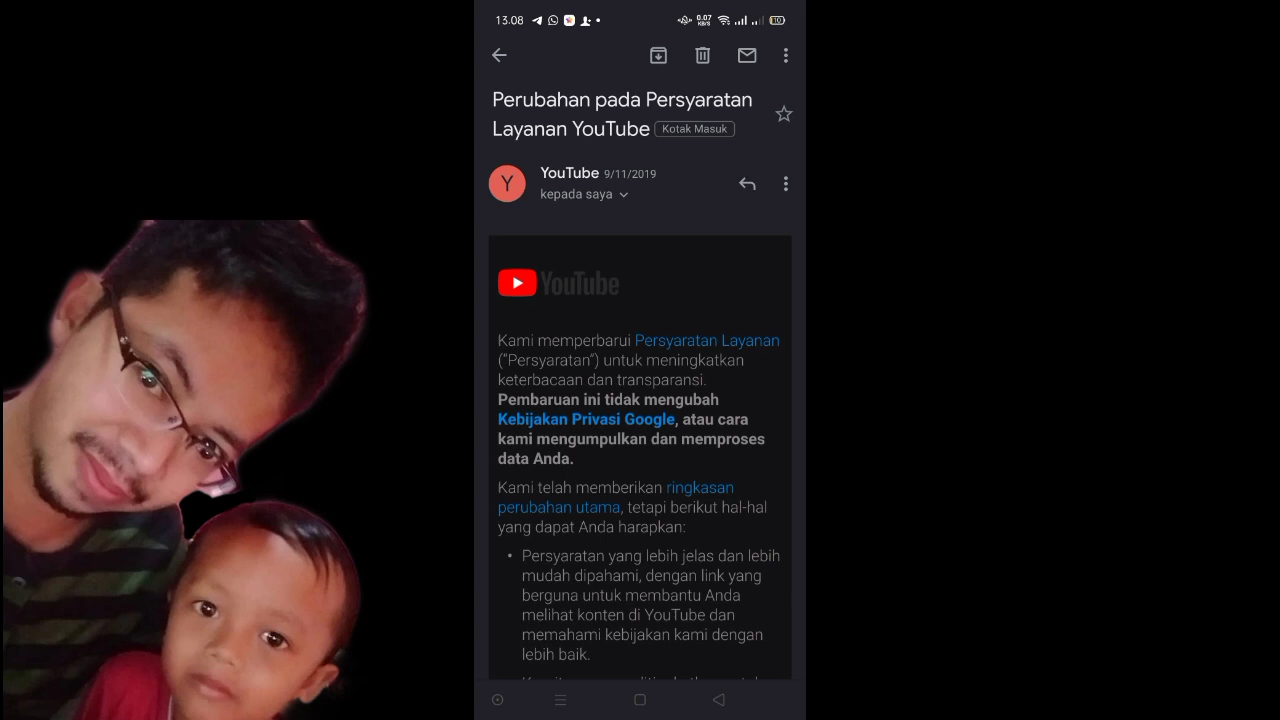 13.08
0.07
KB/S
Perubahan pada Persyaratan
Layanan YouTube Kotak Masuk
Y
YouTube 9/11/2019
kepada saya
YouTube
Kami memperbarui Persyaratan Layanan
("Persyaratan") untuk meningkatkan
keterbacaan dan transparansi.
Pembaruan ini tidak mengubah
Kebijakan Privasi Google, atau cara
kami mengumpulkan dan memproses
data Anda.
Kami telah memberikan ringkasan
perubahan utama, tetapi berikut hal-hal
yang dapat Anda harapkan:
• Persyaratan yang lebih jelas dan lebih
mudah dipahami, dengan link yang
berguna untuk membantu Anda
melihat konten di YouTube dan
memahami kebijakan kami dengan
lebih baik.